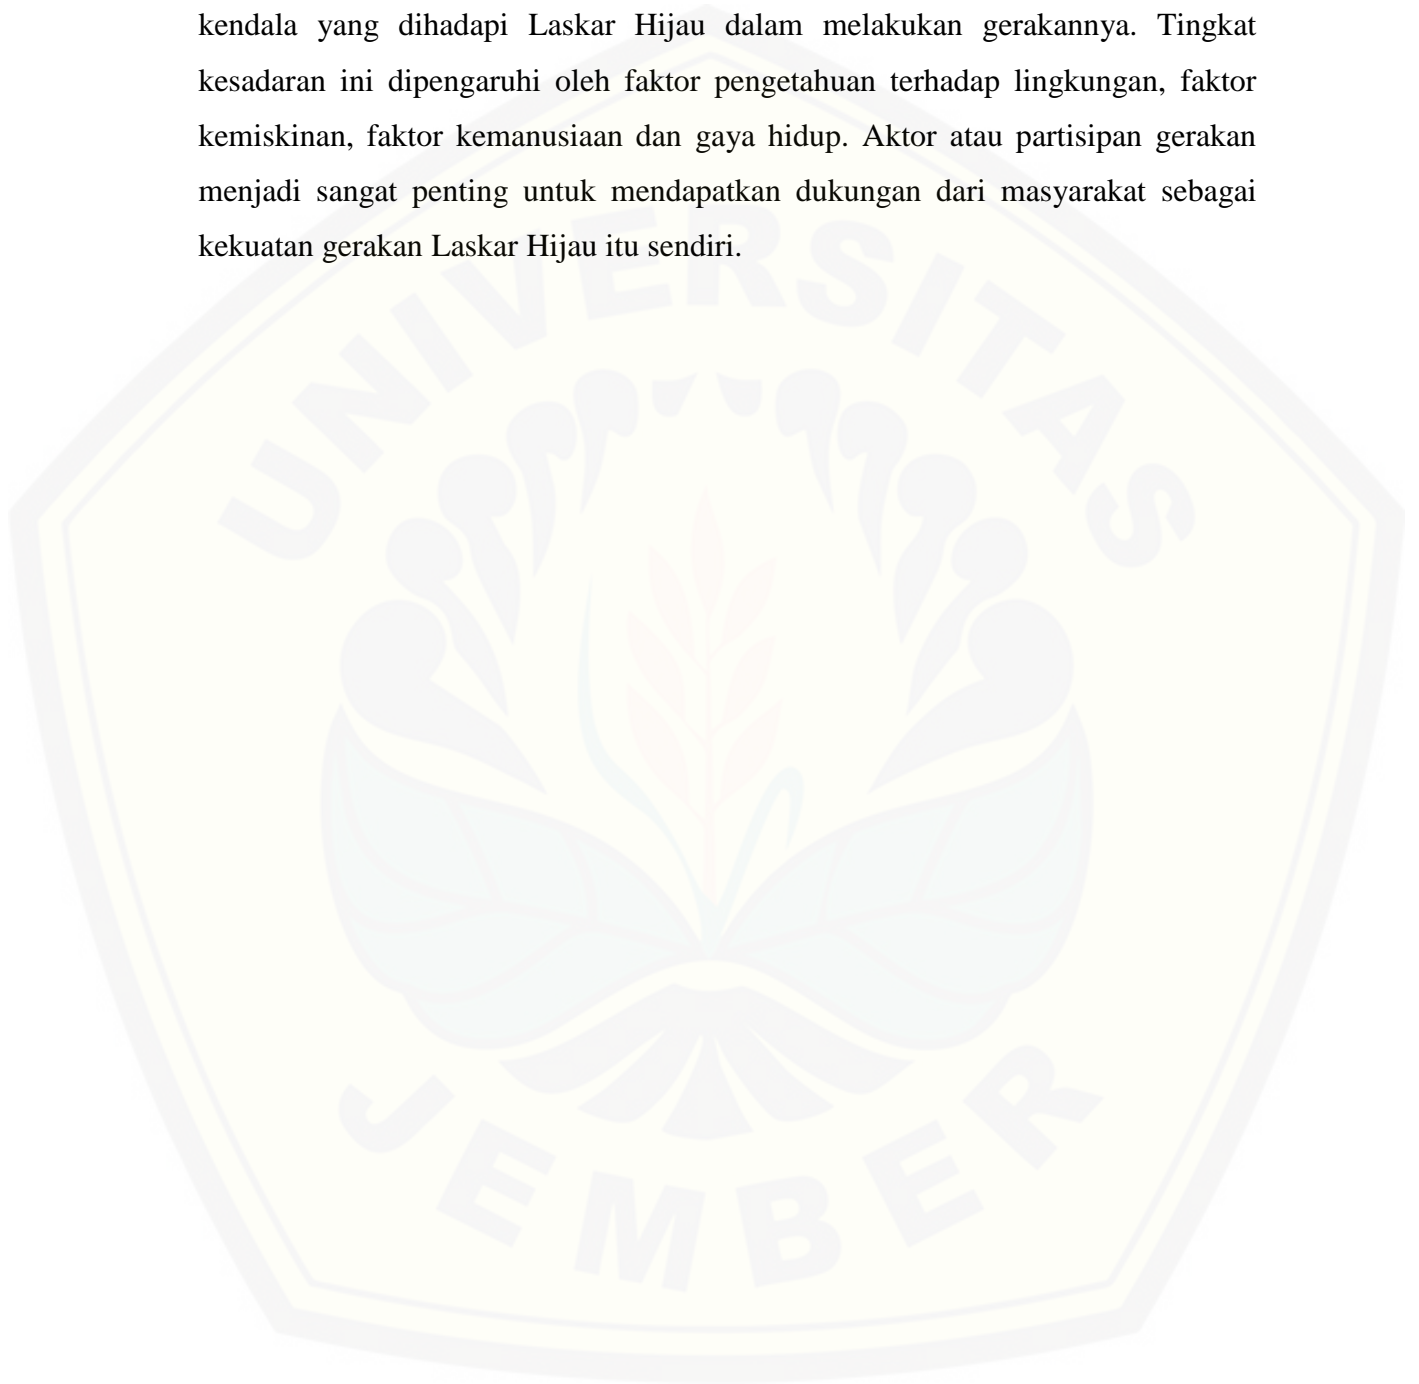 kendala yang dihadapi Laskar Hijau dalam melakukan gerakannya. Tingkat
kesadaran ini dipengaruhi oleh faktor pengetahuan terhadap lingkungan, faktor
kemiskinan, faktor kemanusiaan dan gaya hidup. Aktor atau partisipan gerakan
menjadi sangat penting untuk mendapatkan dukungan dari masyarakat sebagai
kekuatan gerakan Laskar Hijau itu sendiri.
UNIVERSITAS
JEMBER